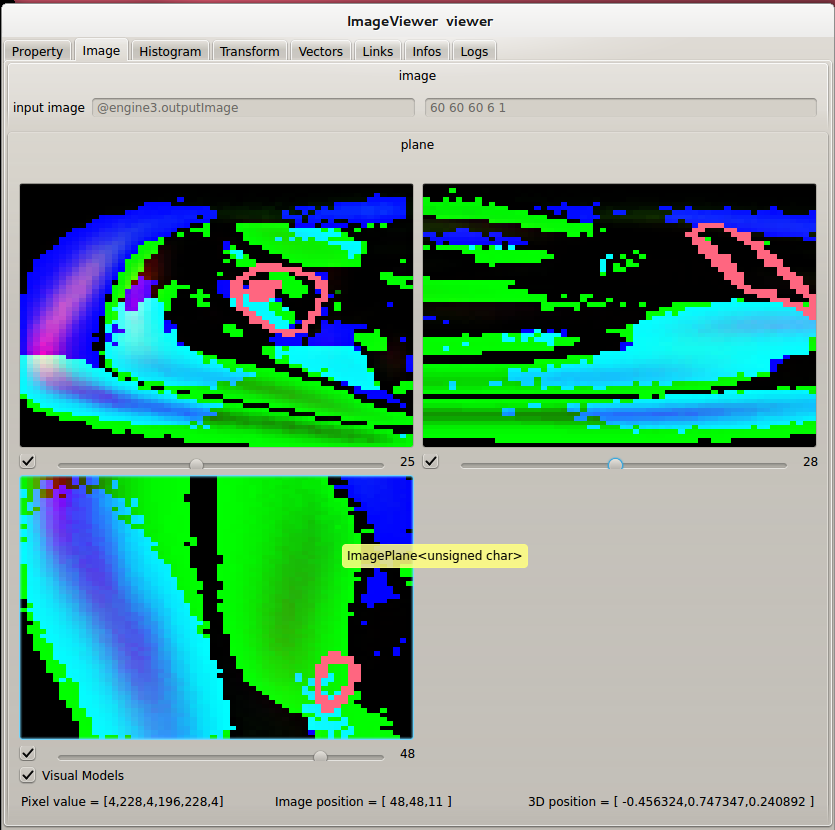 ImageViewer viewer
Property Image Histogram Transform Vectors Links Infos Logs
image
input image @engine3.outputImage 60 60 60 6 1
plane
25 28
ImagePlane<unsigned char>
48
Visual Models
Pixel value = [4,228,4,196,228,4] Image position = [ 48,48,11 ] 3D position = [ -0.456324,0.747347,0.240892 ]